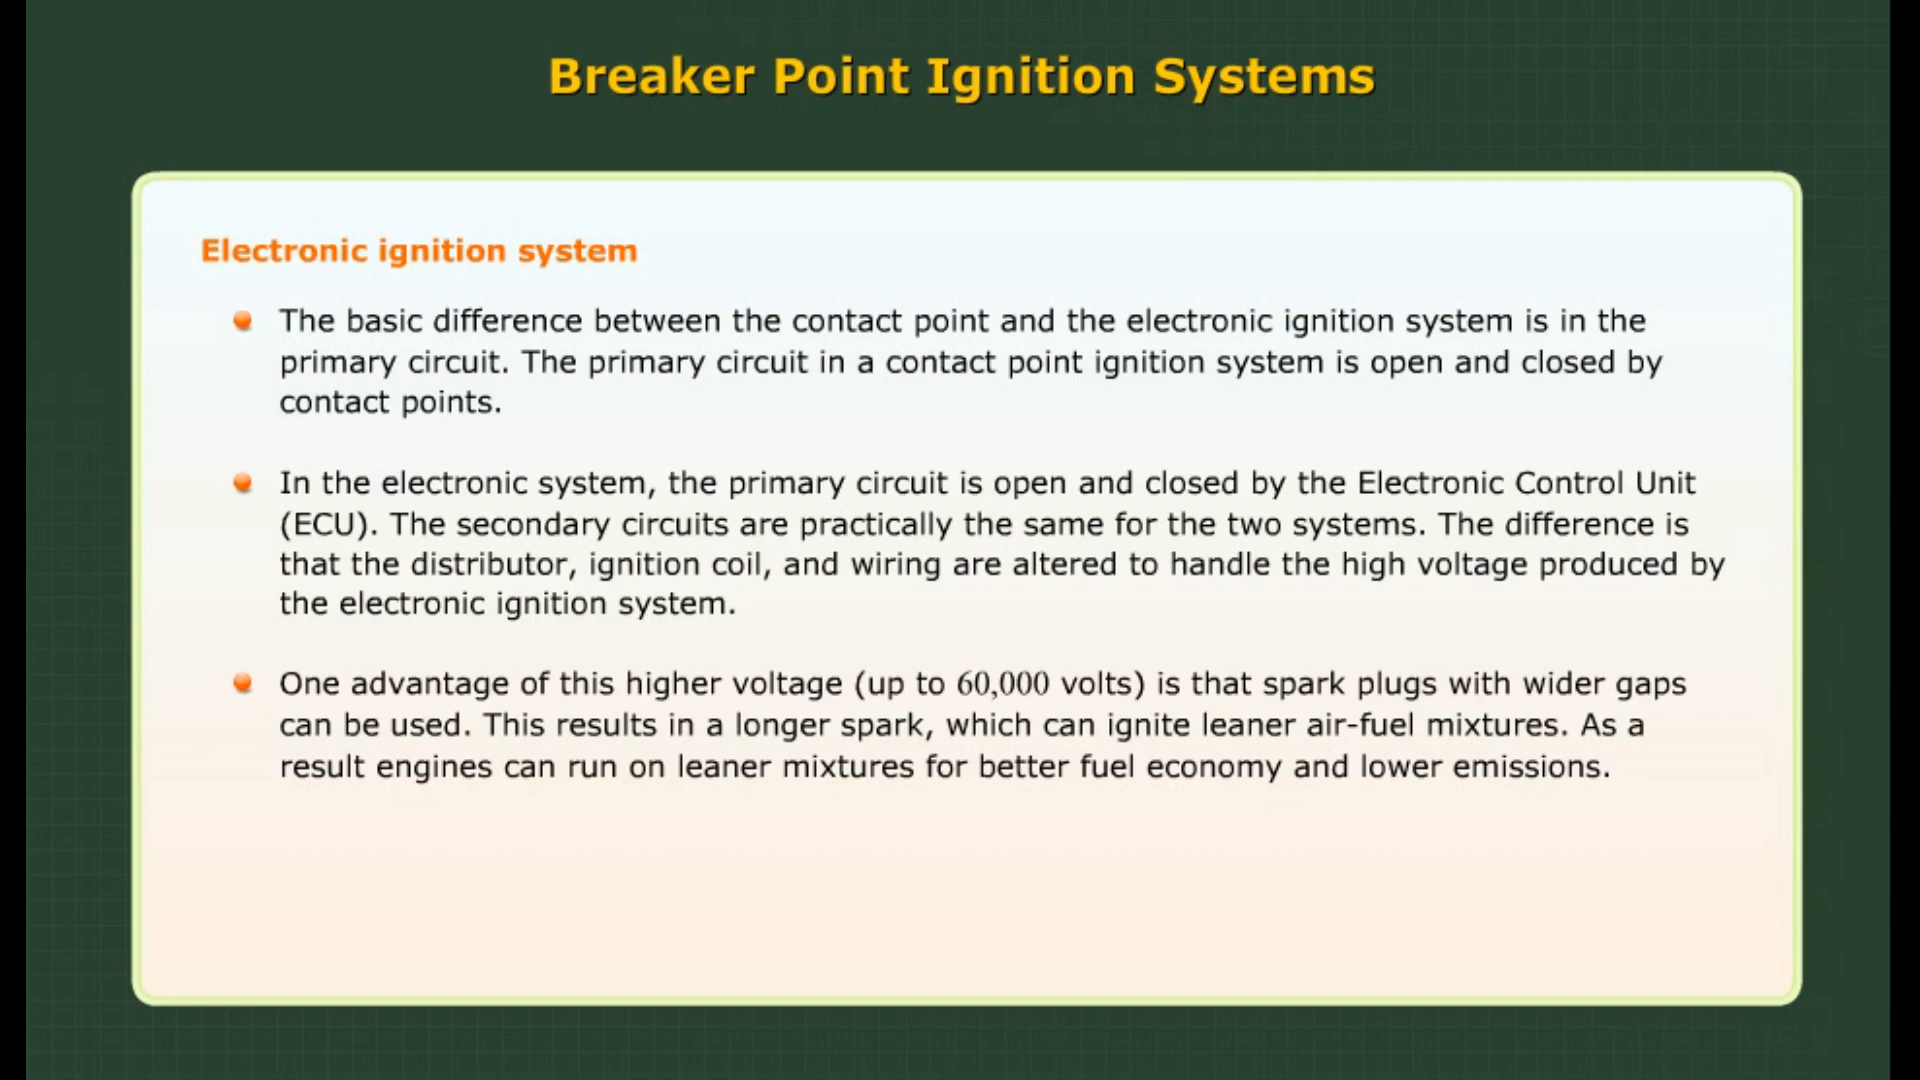 Breaker Point Ignition Systems
Electronic ignition system
The basic difference between the contact point and the electronic ignition system is in the
primary circuit. The primary circuit in a contact point ignition system is open and closed by
contact points.
In the electronic system, the primary circuit is open and closed by the Electronic Control Unit
(ECU). The secondary circuits are practically the same for the two systems. The difference is
that the distributor, ignition coil, and wiring are altered to handle the high voltage produced by
the electronic ignition system.
One advantage of this higher voltage (up to 60,000 volts) is that spark plugs with wider gaps
can be used. This results in a longer spark, which can ignite leaner air-fuel mixtures. As a
result engines can run on leaner mixtures for better fuel economy and lower emissions.